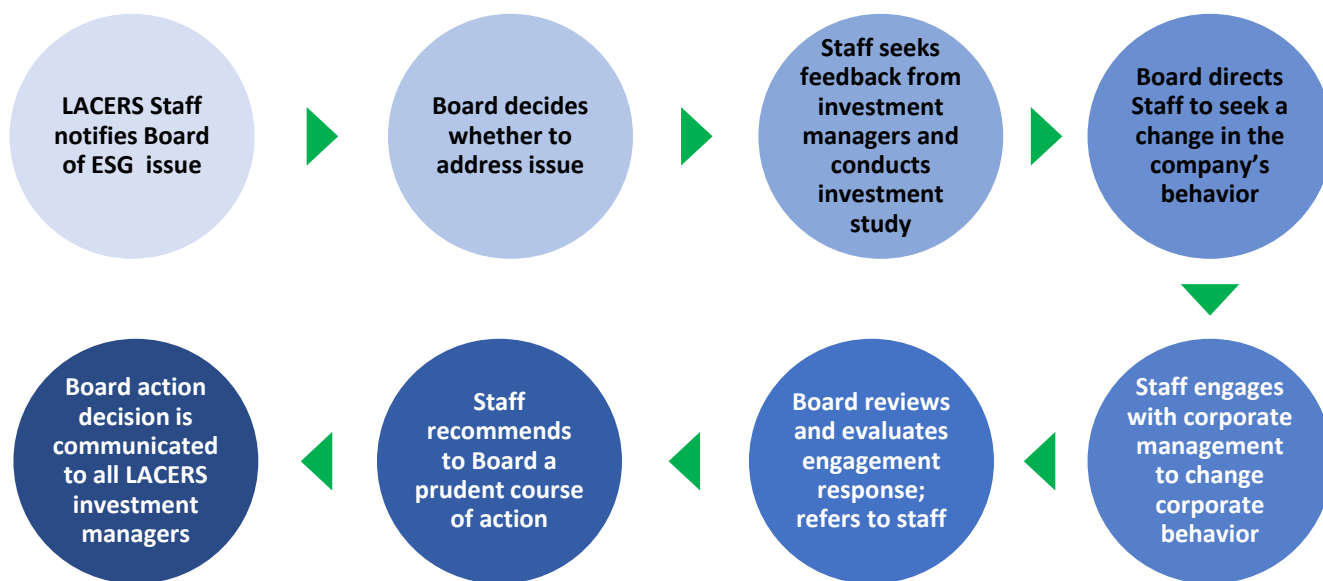 LACERS Staff
notifies Board
of ESG  issue
Board decides
whether to
address issue
Staff seeks
feedback from
investment
managers and
conducts
investment
study
Board directs
Staff to seek a
change in the
company’s
behavior
Staff engages
with corporate
management
to change
corporate
behavior
Board reviews
and evaluates
engagement
response;
refers to staff
Staff
recommends
to Board a
prudent course
of action
Board action
decision is
communicated
to all LACERS
investment
managers